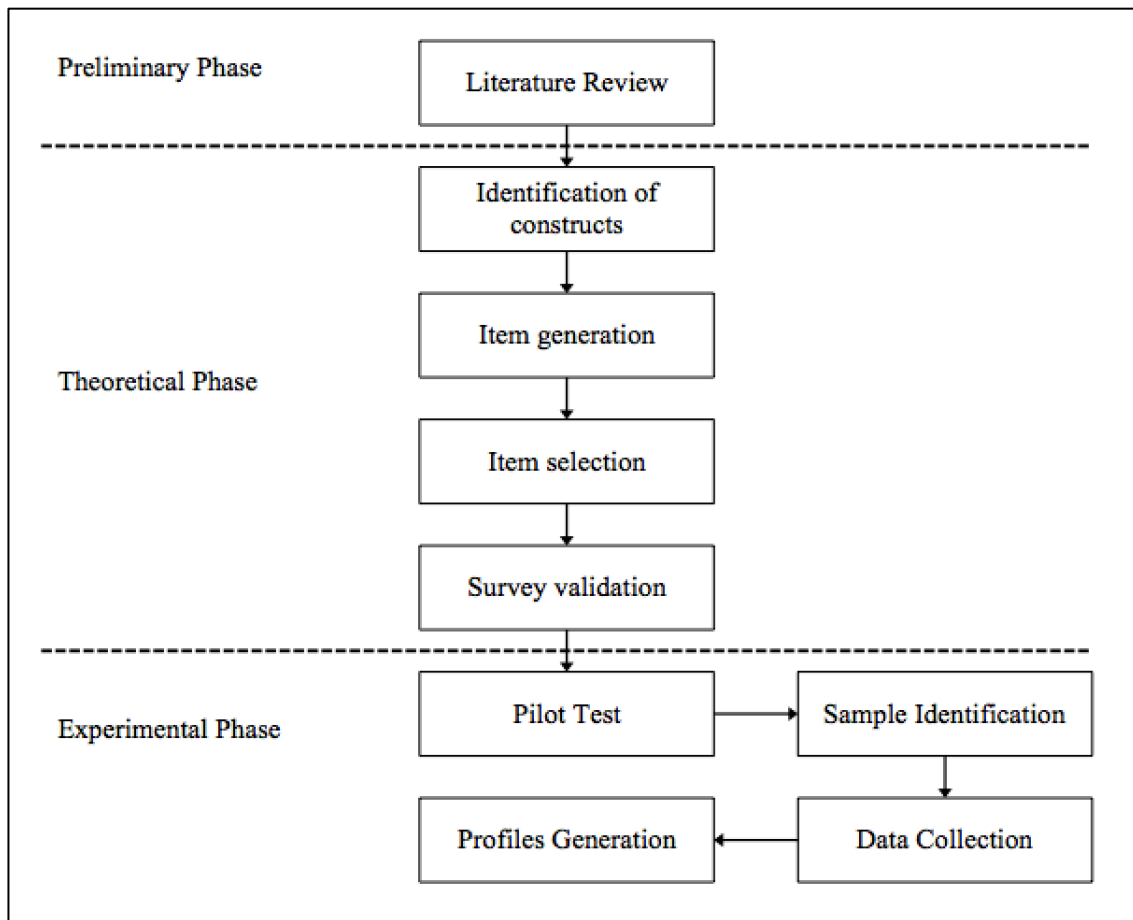 Preliminary Phase
Literature Review
Identification of
constructs
Item generation
Theoretical Phase
Item selection
Survey validation
Pilot Test
Sample Identification
Experimental Phase
Profiles Generation
Data Collection